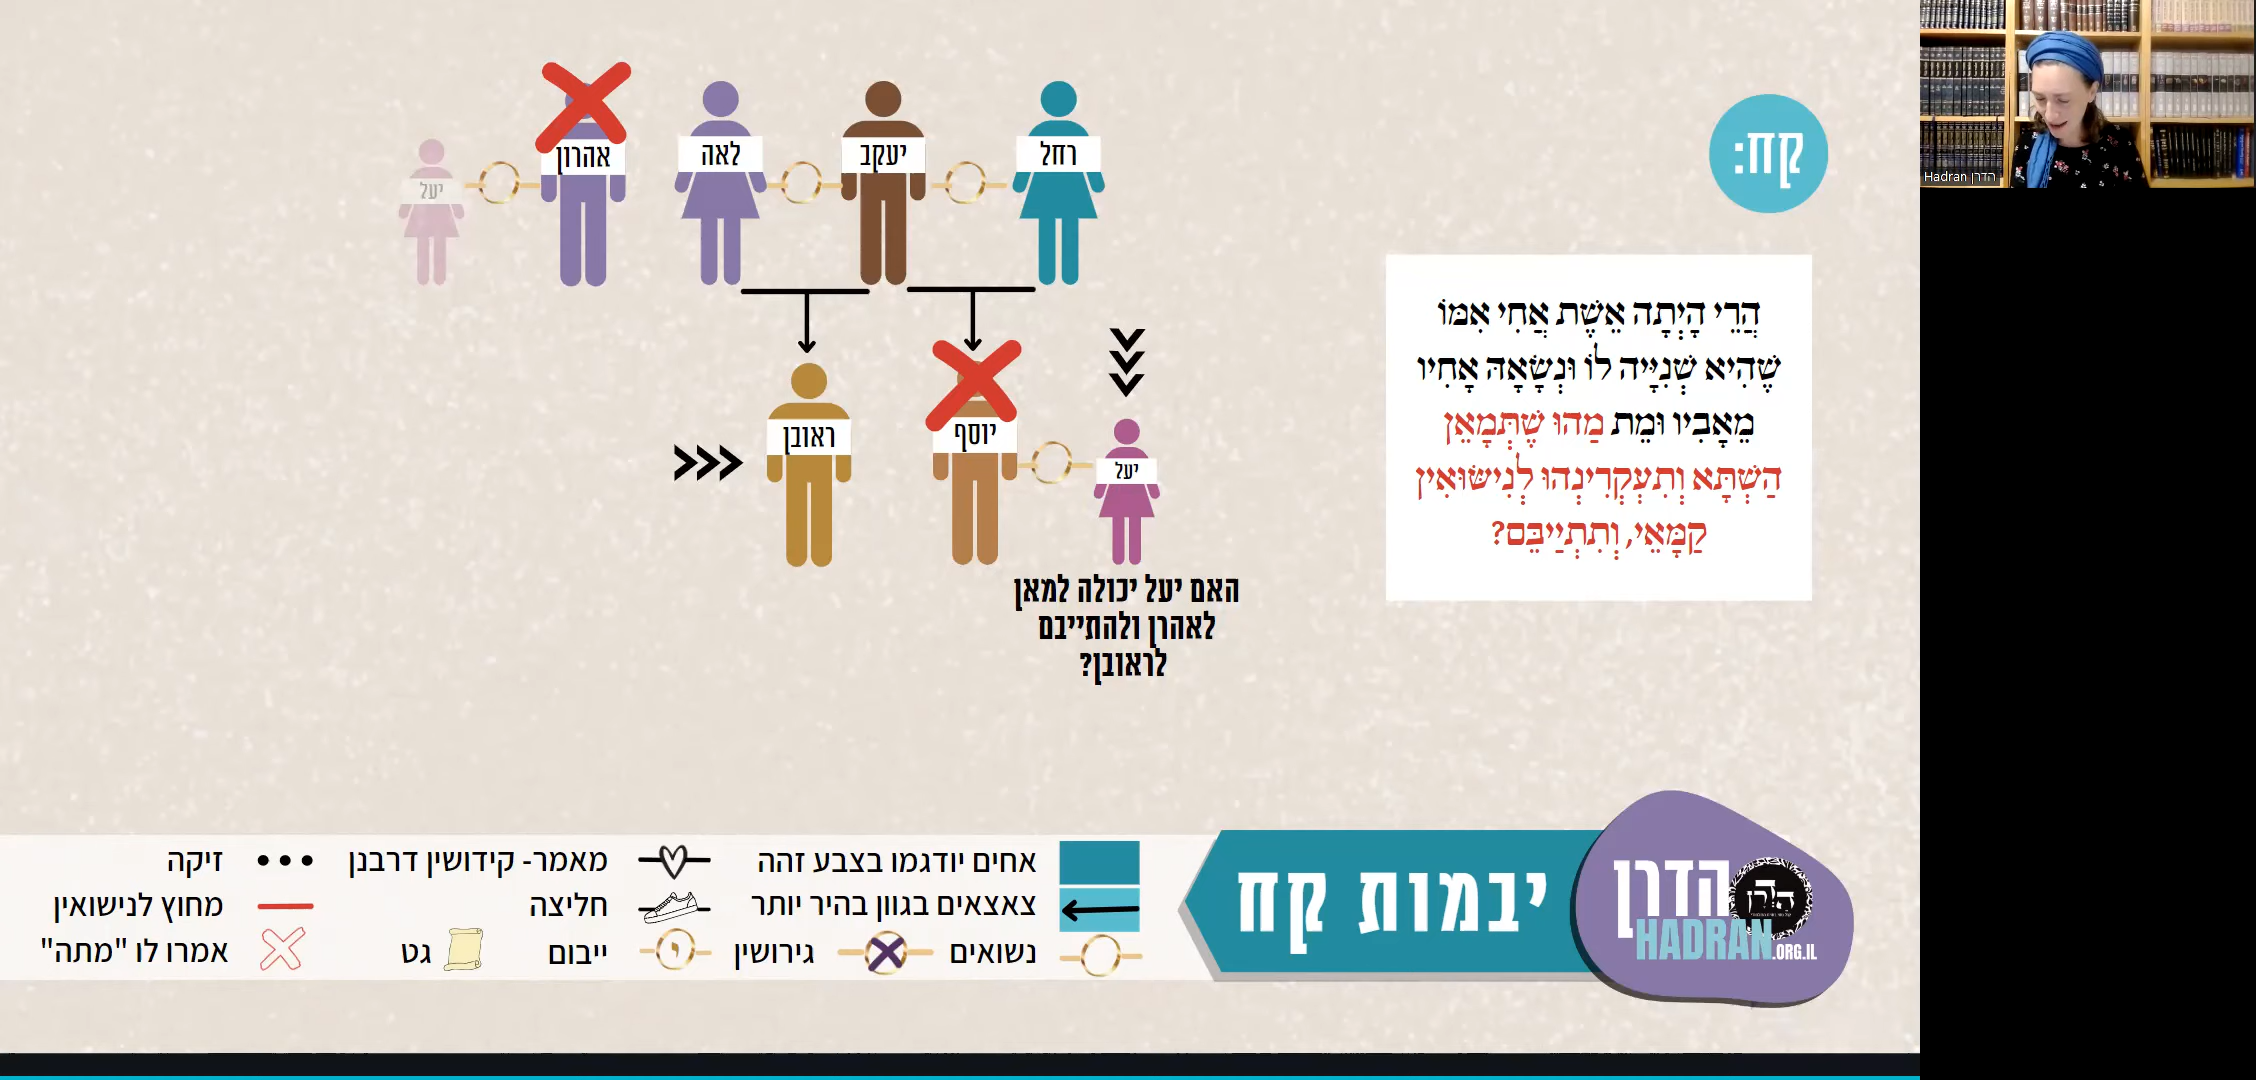 קח:
רחל
יעקב
לאה
אהרון
יעל
הֲרֵי הָיְתָה אֵשֶׁת אֲחִי אִמּוֹ
שֶׁהִיא שְׁנִיָּיה לוֹ וּנְשָׂאָהּ אָחִיו
מֵאָבִיו וּמֵת מַהוּ שֶׁתְּמָאֵן
הַשְׁתָּא וְתִעְקְרִינְהוּ לְנִישּׂוּאִין
קַמָּאֵי, וְתִתְיַיבֵּם?
יעל
יוסף
ראובן
האם יעל יכולה למאן
לאהרן ולהתייבם
לראובן?
Hadran הדרן
אחים יודגמו בצבע זהה
צאצאים בגוון בהיר יותר
נשואים
גירושין
מאמר- קידושין דרבנן
חליצה
ייבום
י
גט
זיקה
מחוץ לנישואין
אמרו לו "מתה"
יבמות קח
הדרן
HADRAN.ORG.IL